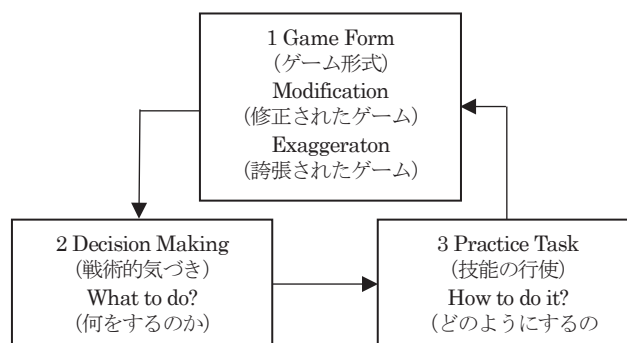 1 Game Form
(ゲーム形式)
Modification
(修正されたゲーム)
Exaggeraton
(誇張されたゲーム)
2 Decision Making
(戦術的気づき)
What to do?
(何をするのか)
3 Practice Task
(技能の行使)
How to do it?
(どのようにするの